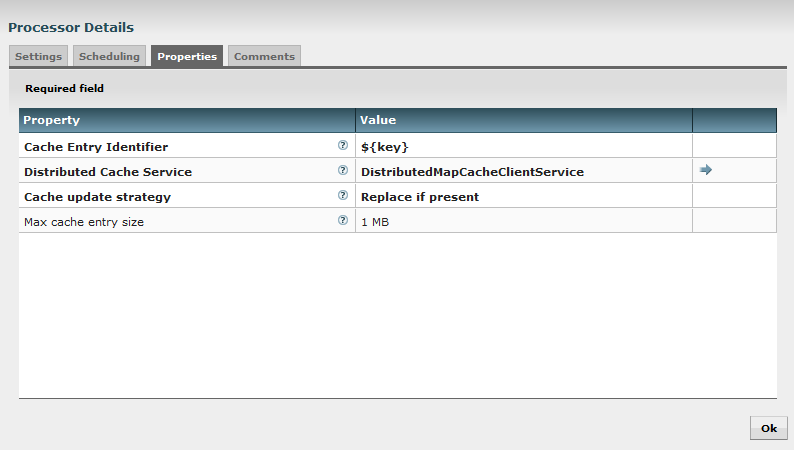 Processor Details
Settings Scheduling Properties Comments
Required field
Property Value
Cache Entry Identifier ? ${key}
Distributed Cache Service ? DistributedMapCacheClientService
Cache update strategy ? Replace if present
Max cache entry size ? 1 MB
Ok